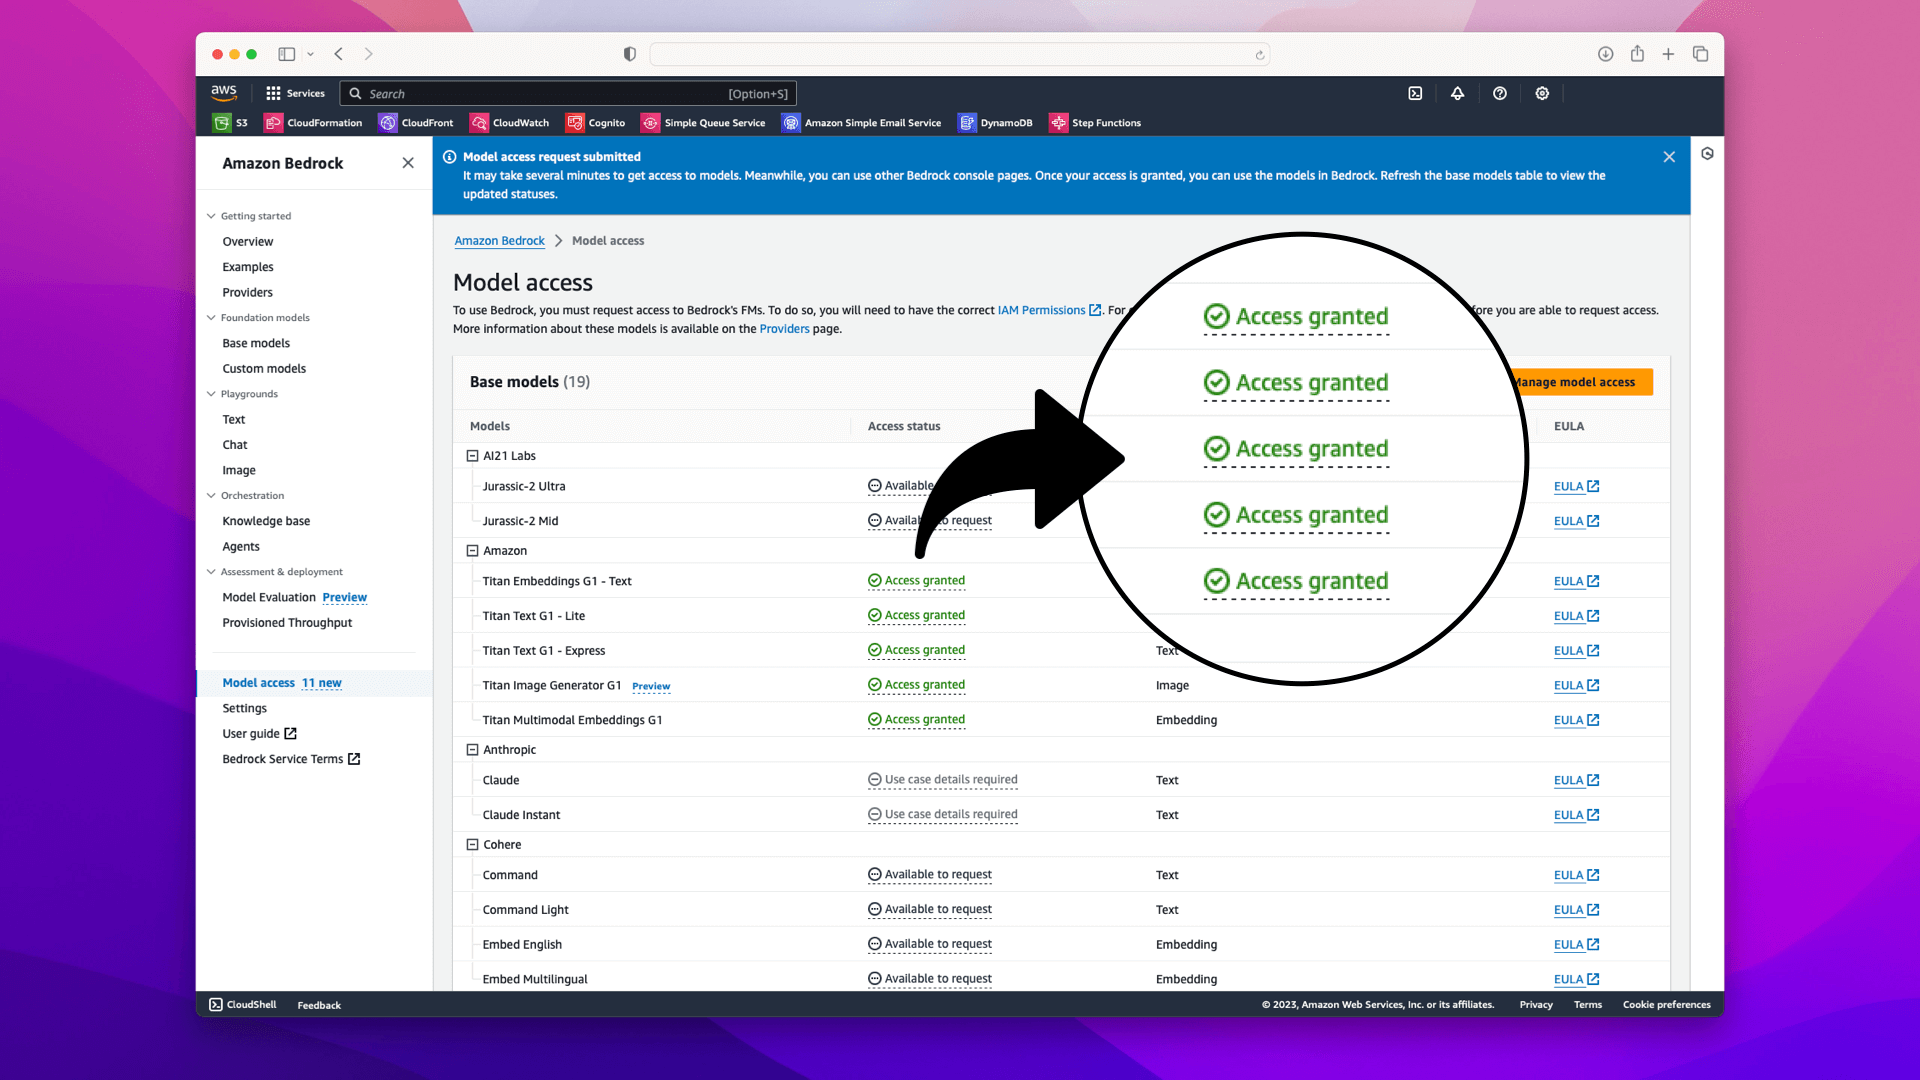 aws
Services
Search
[Option+S]
S3
CloudFormation
CloudFront
CloudWatch
Cognito
Simple Queue Service
Amazon Simple Email Service
DynamoDB
Step Functions
Amazon Bedrock
Getting started
Overview
Examples
Providers
Foundation models
Base models
Custom models
Playgrounds
Text
Chat
Image
Orchestration
Knowledge base
Agents
Assessment & deployment
Model Evaluation Preview
Provisioned Throughput
Model access 11 new
Settings
User guide
Bedrock Service Terms
Model access request submitted
It may take several minutes to get access to models. Meanwhile, you can use other Bedrock console pages. Once your access is granted, you can use the models in Bedrock. Refresh the base models table to view the
updated statuses.
Amazon Bedrock > Model access
Model access
To use Bedrock, you must request access to Bedrock's FMs. To do so, you will need to have the correct IAM Permissions . For you are able to request access.
More information about these models is available on the Providers page.
Base models (19)
Manage model access
Models Access status EULA
AI21 Labs
Jurassic-2 Ultra Available EULA
Jurassic-2 Mid Available to request EULA
Amazon
Titan Embeddings G1 - Text Access granted EULA
Titan Text G1 - Lite Access granted EULA
Titan Text G1 - Express Access granted Text EULA
Titan Image Generator G1 Preview Access granted Image EULA
Titan Multimodal Embeddings G1 Access granted Embedding EULA
Anthropic
Claude Use case details required Text EULA
Claude Instant Use case details required Text EULA
Cohere
Command Available to request Text EULA
Command Light Available to request Text EULA
Embed English Available to request Embedding EULA
Embed Multilingual Available to request Embedding EULA
Access granted
Access granted
Access granted
Access granted
Access granted
CloudShell
Feedback
© 2023, Amazon Web Services, Inc. or its affiliates.
Privacy
Terms
Cookie preferences